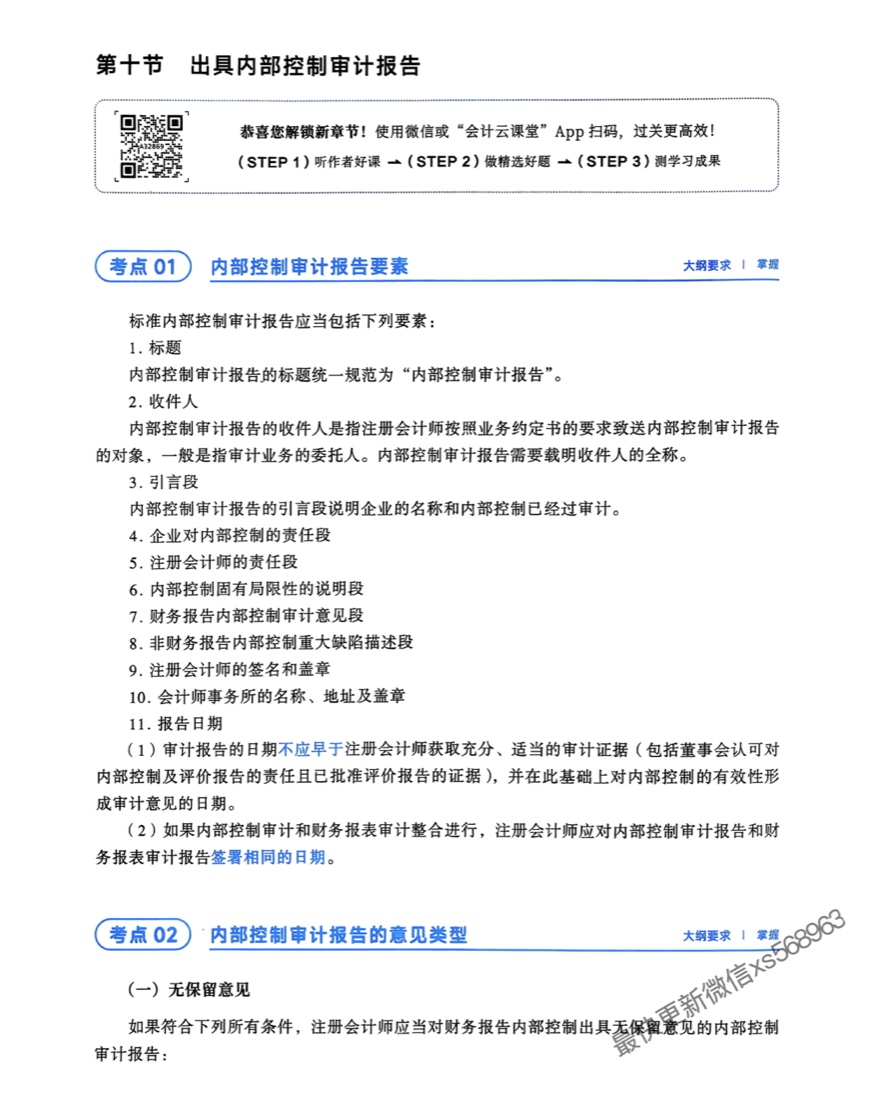 第十节 出具内部控制审计报告
A32869
恭喜您解锁新章节！使用微信或“会计云课堂”App 扫码，过关更高效！
（STEP 1）听作者好课 → （STEP 2）做精选好题 → （STEP 3）测学习成果
考点 01 内部控制审计报告要素 大纲要求 | 掌握
标准内部控制审计报告应当包括下列要素：
1. 标题
内部控制审计报告的标题统一规范为“内部控制审计报告”。
2. 收件人
内部控制审计报告的收件人是指注册会计师按照业务约定书的要求致送内部控制审计报告
的对象，一般是指审计业务的委托人。内部控制审计报告需要载明收件人的全称。
3. 引言段
内部控制审计报告的引言段说明企业的名称和内部控制已经过审计。
4. 企业对内部控制的责任段
5. 注册会计师的责任段
6. 内部控制固有局限性的说明段
7. 财务报告内部控制审计意见段
8. 非财务报告内部控制重大缺陷描述段
9. 注册会计师的签名和盖章
10. 会计师事务所的名称、地址及盖章
11. 报告日期
（1）审计报告的日期不应早于注册会计师获取充分、适当的审计证据（包括董事会认可对
内部控制及评价报告的责任且已批准评价报告的证据），并在此基础上对内部控制的有效性形
成审计意见的日期。
（2）如果内部控制审计和财务报表审计整合进行，注册会计师应对内部控制审计报告和财
务报表审计报告签署相同的日期。
考点 02 内部控制审计报告的意见类型 大纲要求 | 掌握
（一）无保留意见
如果符合下列所有条件，注册会计师应当对财务报告内部控制出具无保留意见的内部控制
审计报告：
最快更新微信xs568963